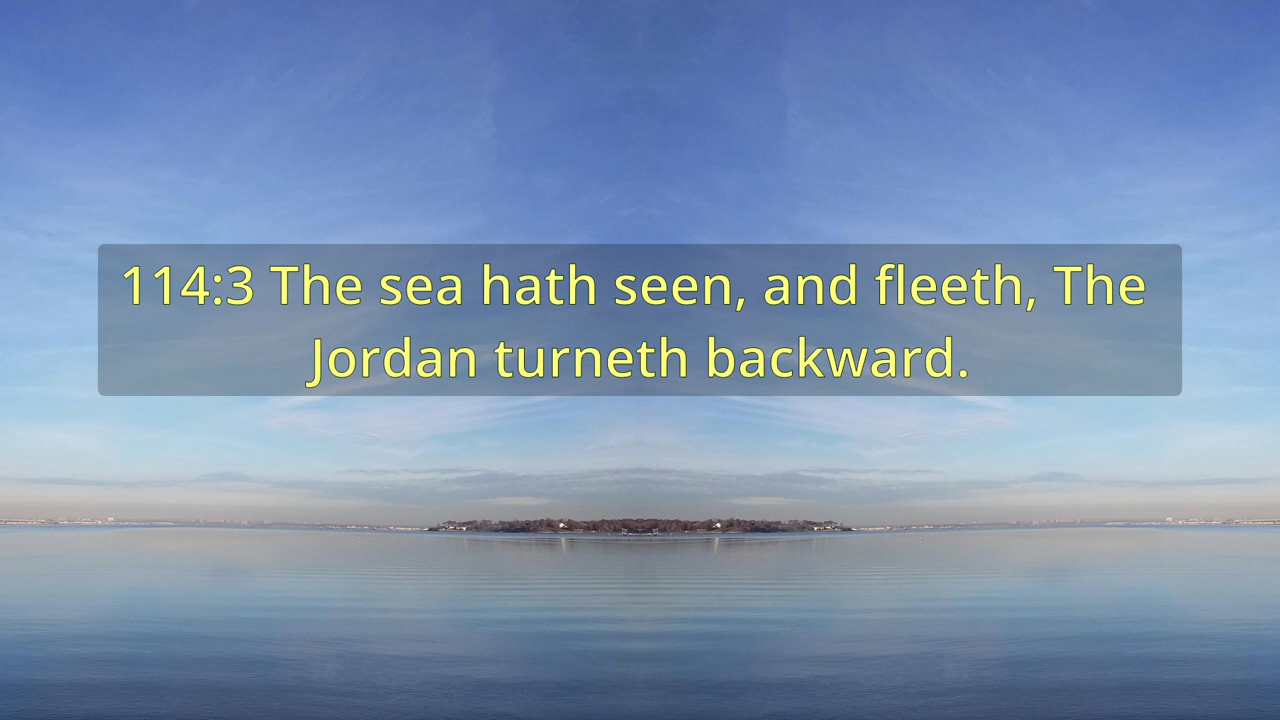 114:3 The sea hath seen, and fleeth, The
Jordan turneth backward.